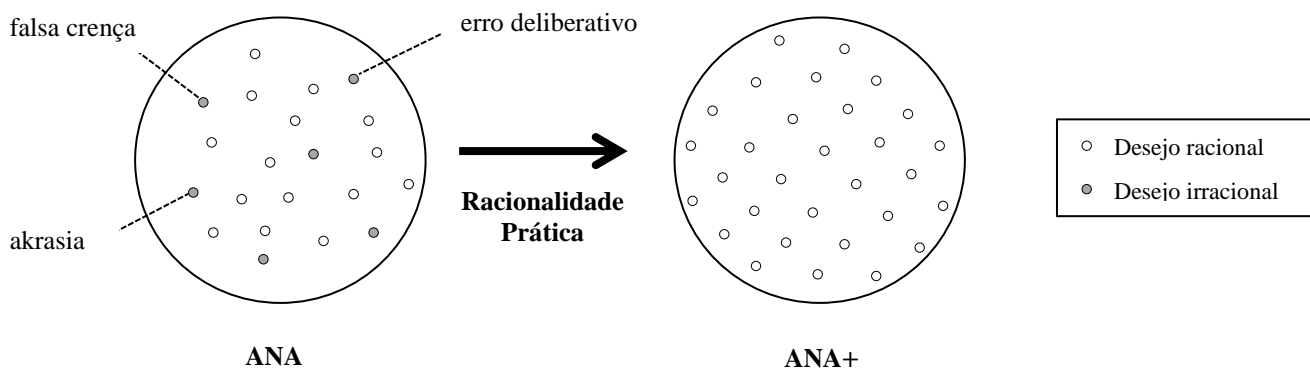 falsa crença
erro deliberativo
akrasia
Racionalidade
Prática
ANA
ANA+
Desejo racional
Desejo irracional